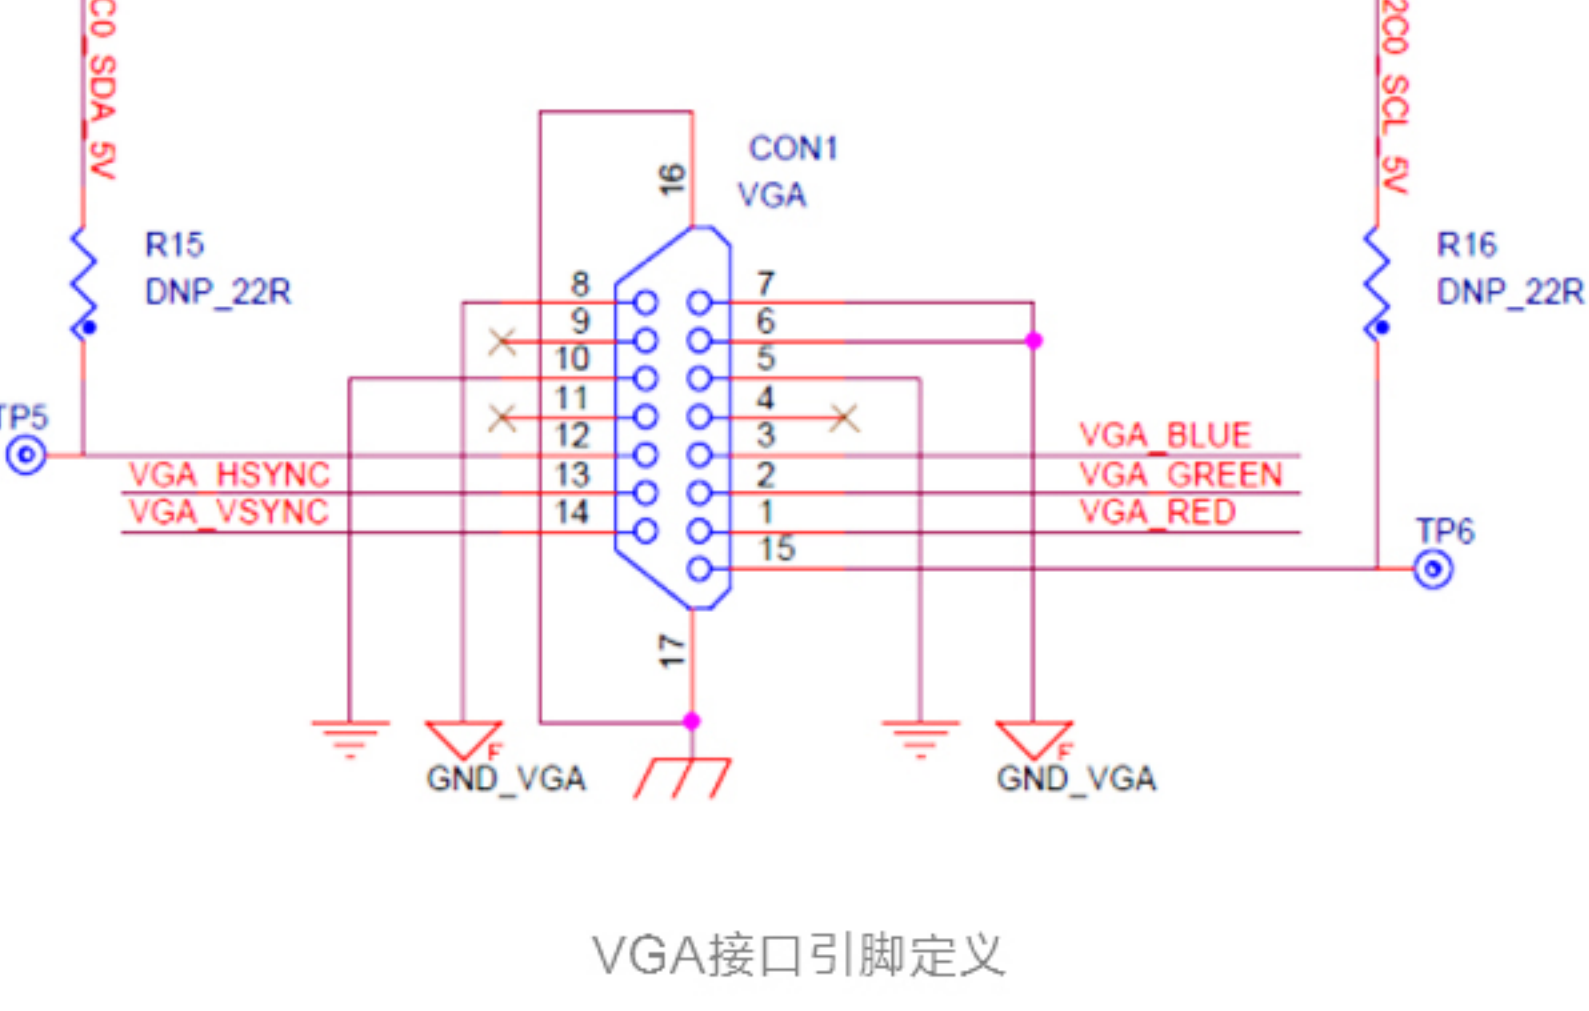 C0_SDA_5V
2C0_SCL_5V
CON1
VGA
16
R15
DNP_22R
R16
DNP_22R
8
7
9
6
10
5
11
4
TP5
12
3
VGA_BLUE
VGA_HSYNC
13
2
VGA_GREEN
VGA_VSYNC
14
1
VGA_RED
15
TP6
17
F
GND_VGA
F
GND_VGA
VGA接口引脚定义